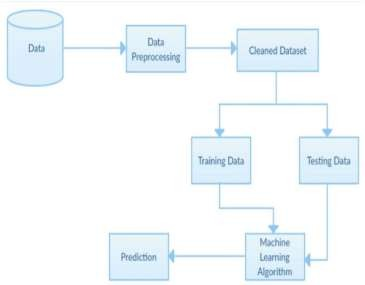 Data
Data
Preprocessing
Cleaned Dataset
Training Data
Testing Data
Machine
Learning
Algorithm
Prediction